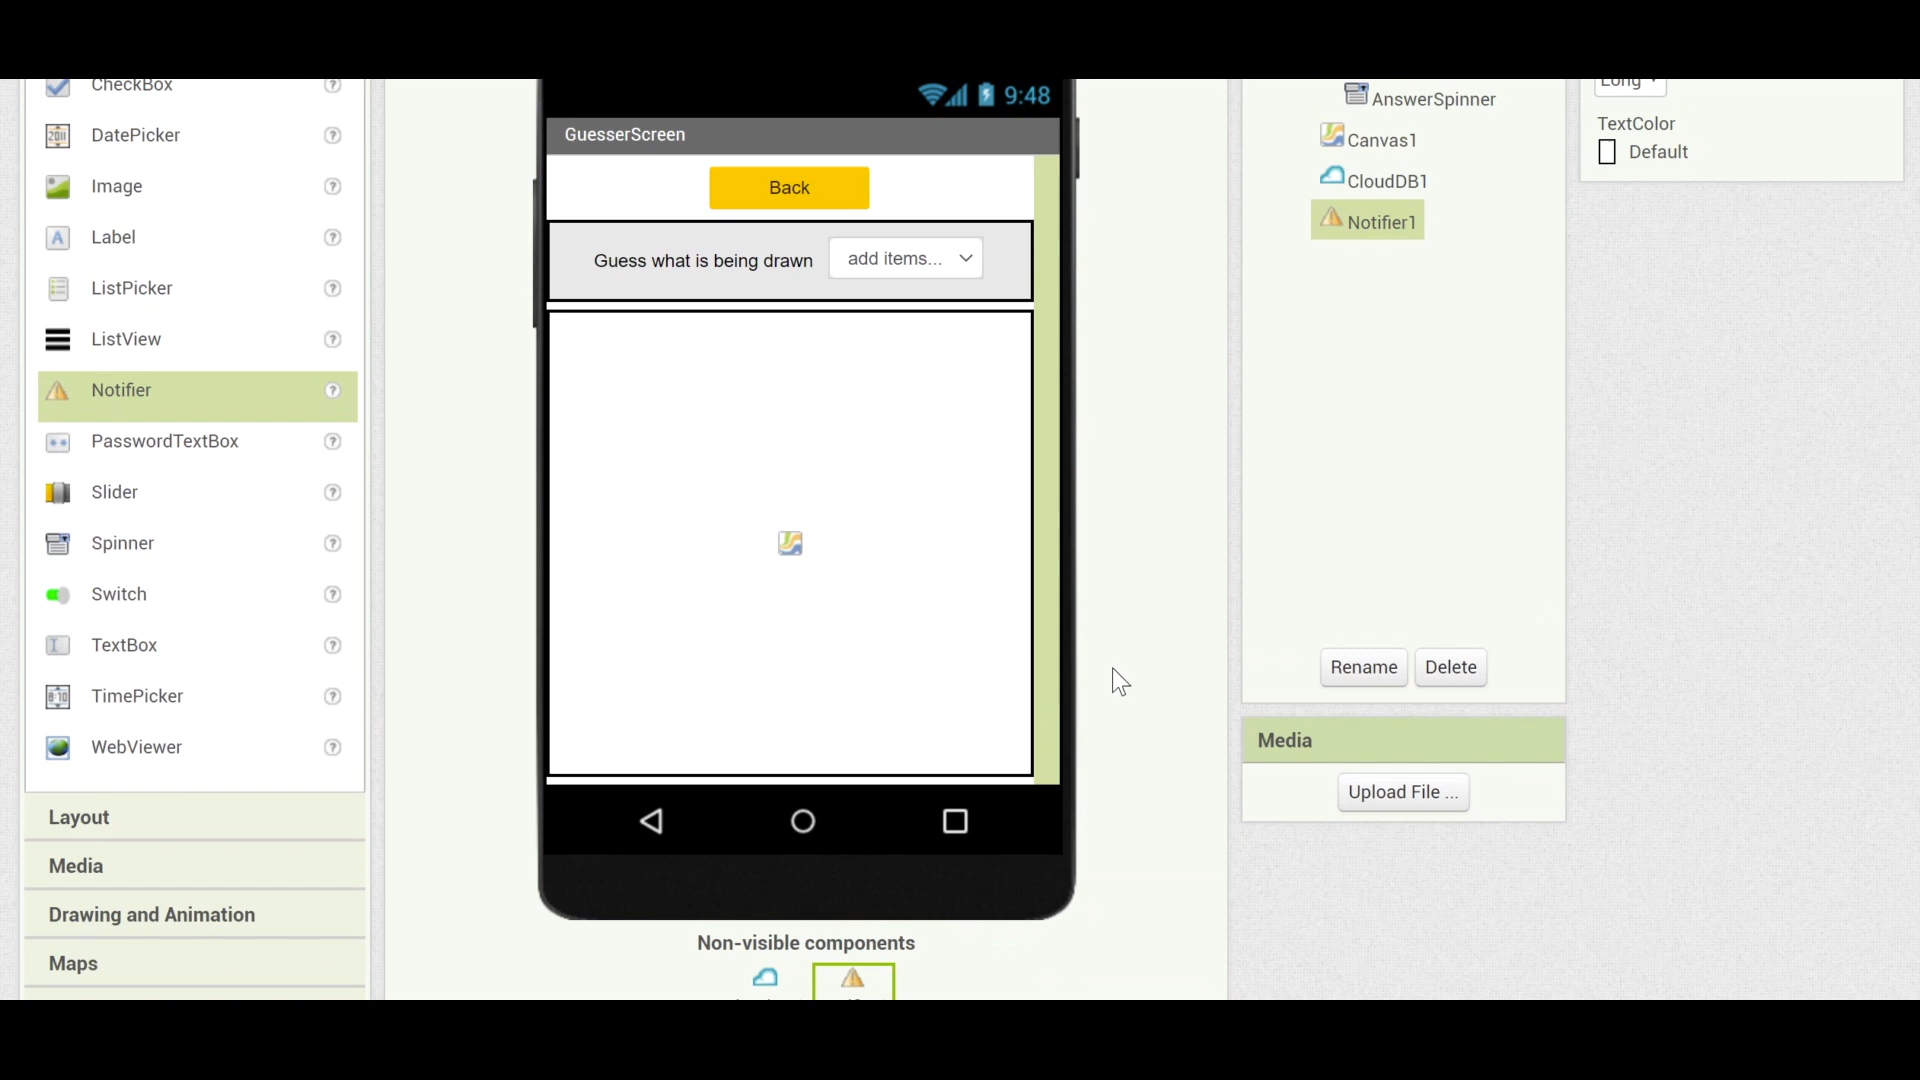 CheckBox
DatePicker
Image
Label
ListPicker
ListView
Notifier
PasswordTextBox
Slider
Spinner
Switch
TextBox
TimePicker
WebViewer
Layout
Media
Drawing and Animation
Maps
9:48
GuesserScreen
Back
Guess what is being drawn
add items...
Non-visible components
AnswerSpinner
Canvas1
CloudDB1
Notifier1
Rename
Delete
Media
Upload File ...
Long
TextColor
Default